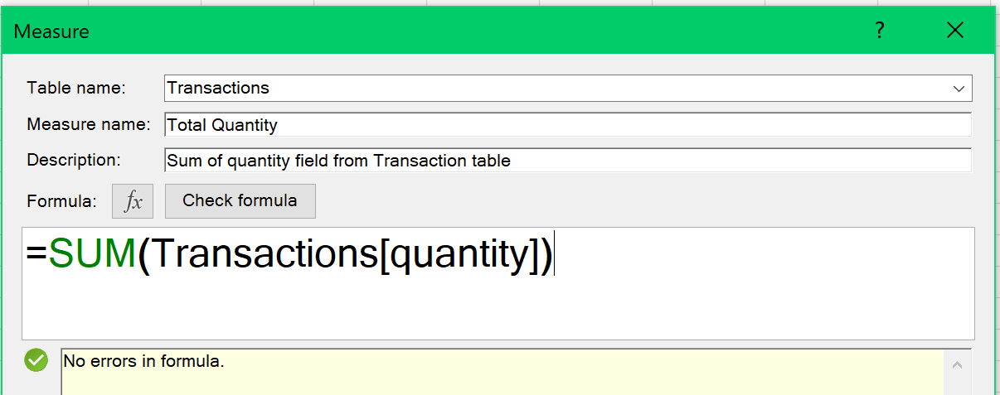 Measure ?
Table name: Transactions
Measure name: Total Quantity
Description: Sum of quantity field from Transaction table
Formula: fx Check formula
=SUM(Transactions[quantity])
No errors in formula.